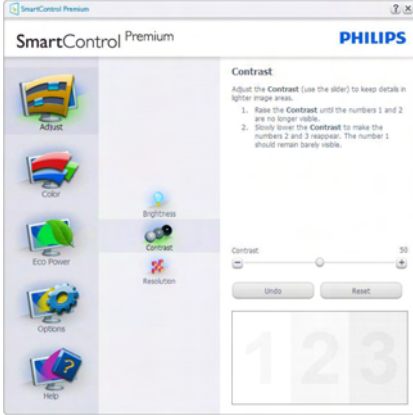 SmartControl Premium
SmartControl Premium
PHILIPS
Adjust
Color
Eco Power
Options
Help
Brightness
Contrast
Resolution
Contrast
Adjust the Contrast (use the slider) to keep details in
lighter image areas.
1. Raise the Contrast until the numbers 1 and 2
are no longer visible.
2. Slowly lower the Contrast to make the
numbers 2 and 3 reappear. The number 1
should remain barely visible.
Contrast 50
Undo Reset
1 2 3